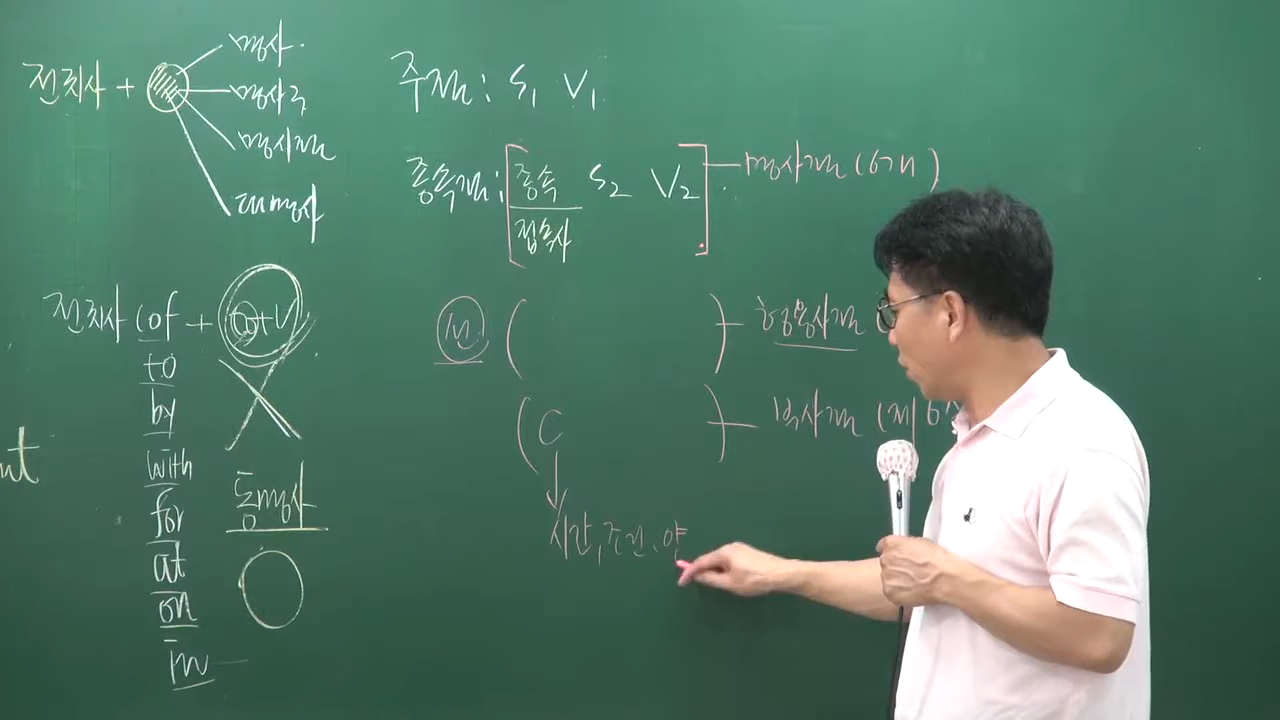 전치사 +
명사.
명사구
명사절
대명사
전치사 (of + ⓐ+V
to
by
with
for
at
on
in
동명사
nt
주절: S₁ V₁
종속절: [종속 S₂ V₂] 명사절 (6개)
접속사
( ) 형용사절 (
(C ) 부사절 (제6
시간, 조건, 양